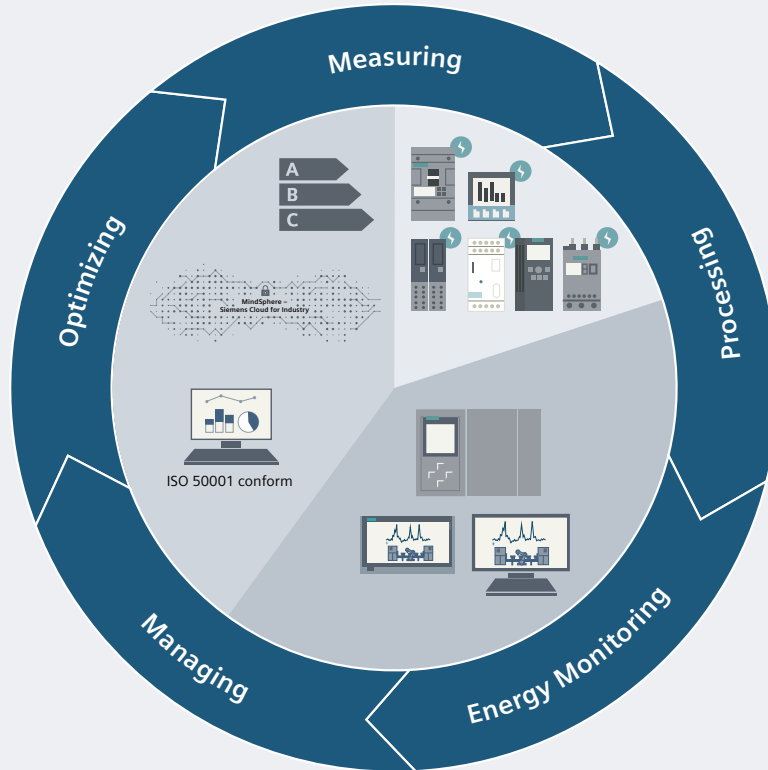 Measuring
A
B
C
Optimizing
Processing
MindSphere –
Siemens Cloud for Industry
ISO 50001 conform
Managing
Energy Monitoring